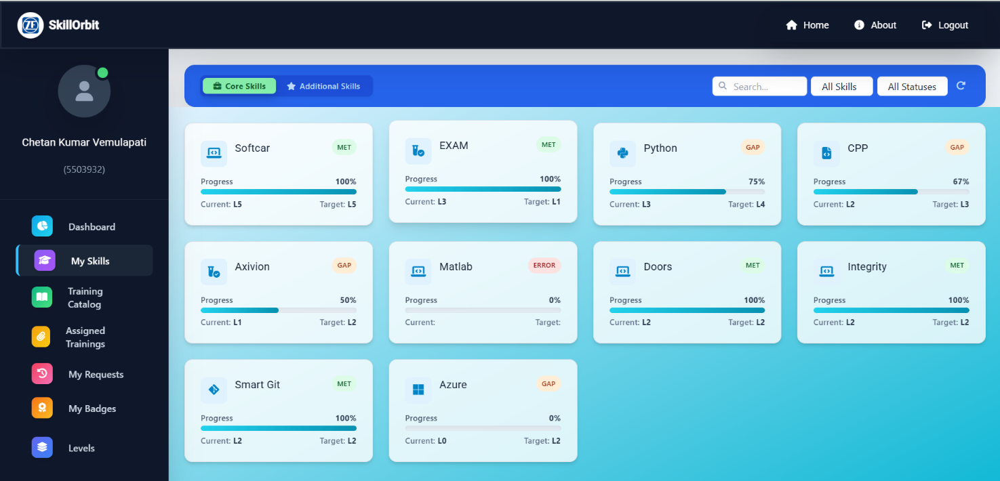 ZF SkillOrbit
Home About Logout
Chetan Kumar Vemulapati
(5503932)
Dashboard
My Skills
Training
Catalog
Assigned
Trainings
My Requests
My Badges
Levels
Core Skills Additional Skills Search... All Skills All Statuses
Softcar MET
Progress 100%
Current: L5 Target: L5
EXAM MET
Progress 100%
Current: L3 Target: L1
Python GAP
Progress 75%
Current: L3 Target: L4
CPP GAP
Progress 67%
Current: L2 Target: L3
Axivion GAP
Progress 50%
Current: L1 Target: L2
Matlab ERROR
Progress 0%
Current: Target:
Doors MET
Progress 100%
Current: L2 Target: L2
Integrity MET
Progress 100%
Current: L2 Target: L2
Smart Git MET
Progress 100%
Current: L2 Target: L2
Azure GAP
Progress 0%
Current: L0 Target: L2